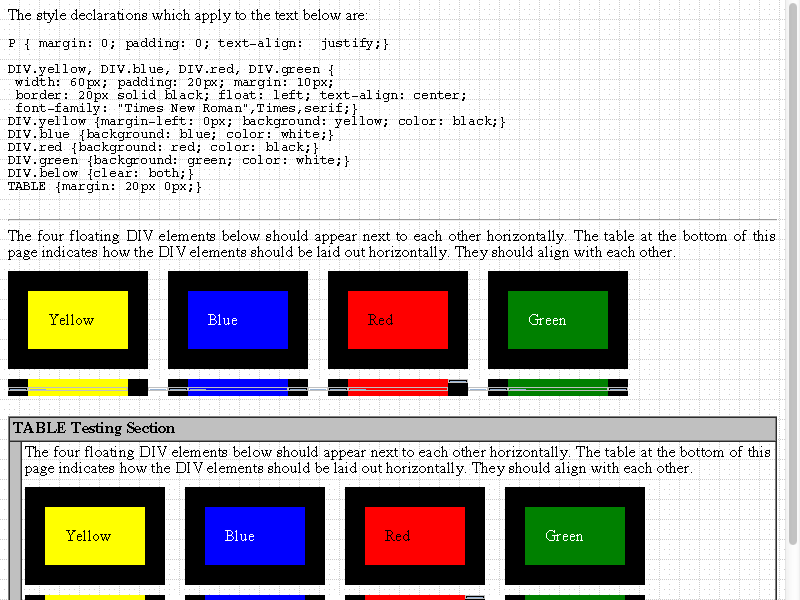 The style declarations which apply to the text below are:
P { margin: 0; padding: 0; text-align:  justify;}
DIV.yellow, DIV.blue, DIV.red, DIV.green {
 width: 60px; padding: 20px; margin: 10px;
 border: 20px solid black; float: left; text-align: center;
 font-family: "Times New Roman",Times,serif;}
DIV.yellow {margin-left: 0px; background: yellow; color: black;}
DIV.blue {background: blue; color: white;}
DIV.red {background: red; color: black;}
DIV.green {background: green; color: white;}
DIV.below {clear: both;}
TABLE {margin: 20px 0px;}
The four floating DIV elements below should appear next to each other horizontally. The table at the bottom of this
page indicates how the DIV elements should be laid out horizontally. They should align with each other.
Yellow Blue Red Green
TABLE Testing Section
The four floating DIV elements below should appear next to each other horizontally. The table at the bottom of this
page indicates how the DIV elements should be laid out horizontally. They should align with each other.
Yellow Blue Red Green